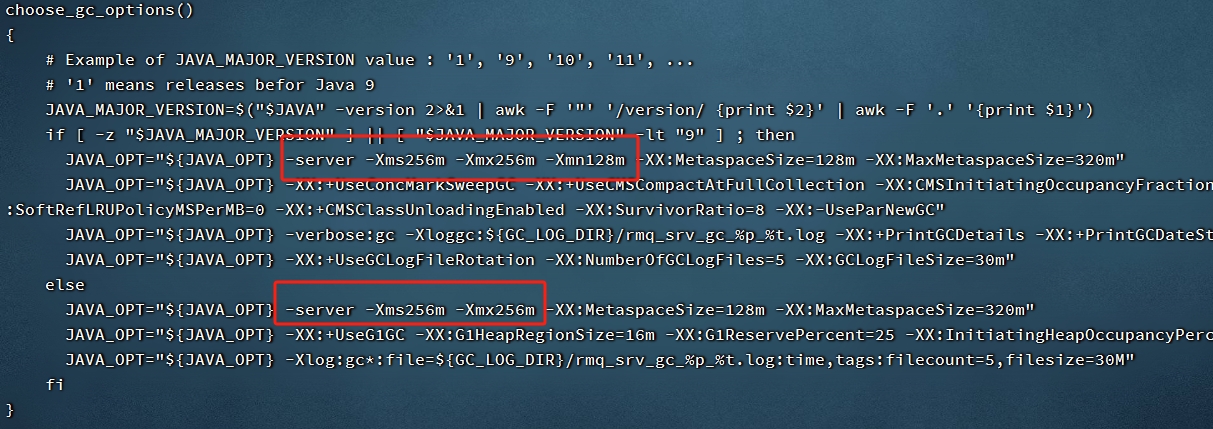 choose_gc_options()
{
    # Example of JAVA_MAJOR_VERSION value : '1', '9', '10', '11', ...
    # '1' means releases befor Java 9
    JAVA_MAJOR_VERSION=$("$JAVA" -version 2>&1 | awk -F '"' '/version/ {print $2}' | awk -F '.' '{print $1}')
    if [ -z "$JAVA_MAJOR_VERSION" ] || [ "$JAVA_MAJOR_VERSION" -lt "9" ] ; then
      JAVA_OPT="${JAVA_OPT} -server -Xms256m -Xmx256m -Xmn128m -XX:MetaspaceSize=128m -XX:MaxMetaspaceSize=320m"
      JAVA_OPT="${JAVA_OPT} -XX:+UseConcMarkSweepGC -XX:+UseCMSCompactAtFullCollection -XX:CMSInitiatingOccupancyFraction
:SoftRefLRUPolicyMSPerMB=0 -XX:+CMSClassUnloadingEnabled -XX:SurvivorRatio=8 -XX:-UseParNewGC"
      JAVA_OPT="${JAVA_OPT} -verbose:gc -Xloggc:${GC_LOG_DIR}/rmq_srv_gc_%p_%t.log -XX:+PrintGCDetails -XX:+PrintGCDateSt
      JAVA_OPT="${JAVA_OPT} -XX:+UseGCLogFileRotation -XX:NumberOfGCLogFiles=5 -XX:GCLogFileSize=30m"
    else
      JAVA_OPT="${JAVA_OPT} -server -Xms256m -Xmx256m -XX:MetaspaceSize=128m -XX:MaxMetaspaceSize=320m"
      JAVA_OPT="${JAVA_OPT} -XX:+UseG1GC -XX:G1HeapRegionSize=16m -XX:G1ReservePercent=25 -XX:InitiatingHeapOccupancyPerc
      JAVA_OPT="${JAVA_OPT} -Xlog:gc*:file=${GC_LOG_DIR}/rmq_srv_gc_%p_%t.log:time,tags:filecount=5,filesize=30M"
    fi
}